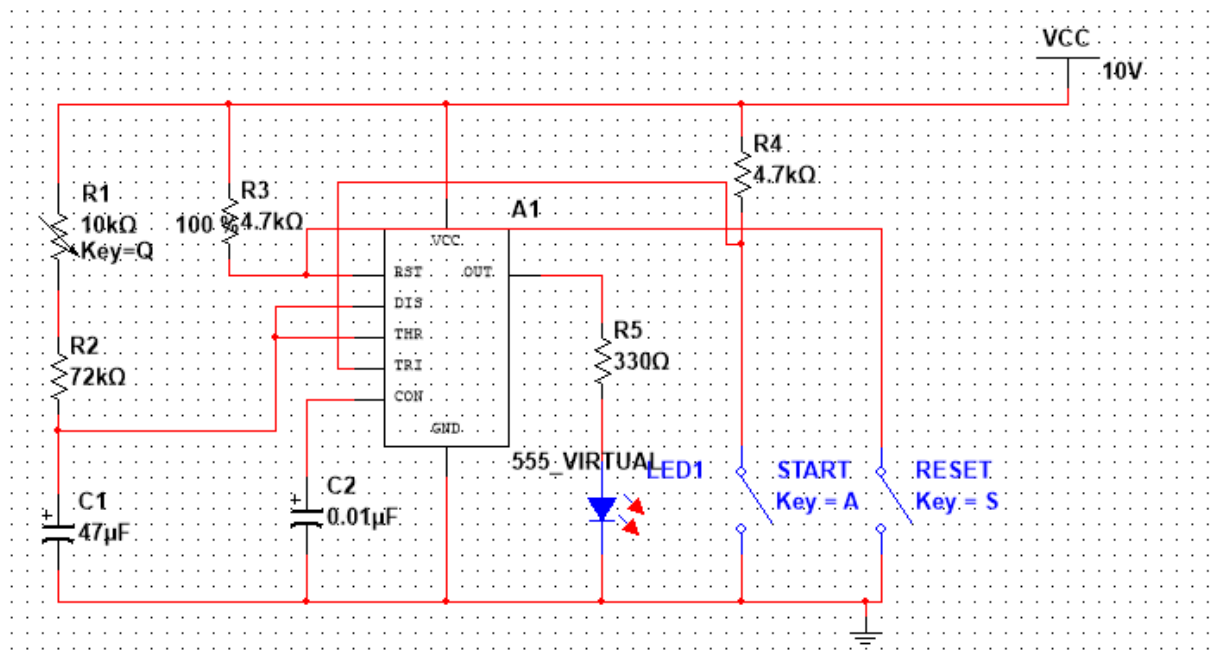 VCC
10V
R1
10kΩ
Key=Q
100 %
R3
4.7kΩ
R4
4.7kΩ
A1
VCC
RST
OUT
DIS
THR
TRI
CON
GND
555_VIRTUAL
R2
72kΩ
R5
330Ω
LED1
START
Key = A
RESET
Key = S
C1
47µF
+
C2
0.01µF
+